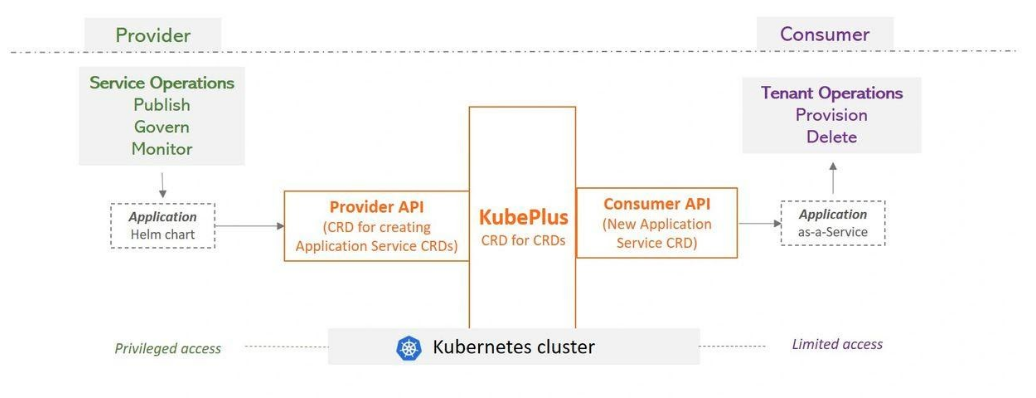 Provider
Consumer
Service Operations
Publish
Govern
Monitor
Tenant Operations
Provision
Delete
Application
Helm chart
Provider API
(CRD for creating
Application Service CRDs)
KubePlus
CRD for CRDs
Consumer API
(New Application
Service CRD)
Application
as-a-Service
Privileged access
Kubernetes cluster
Limited access